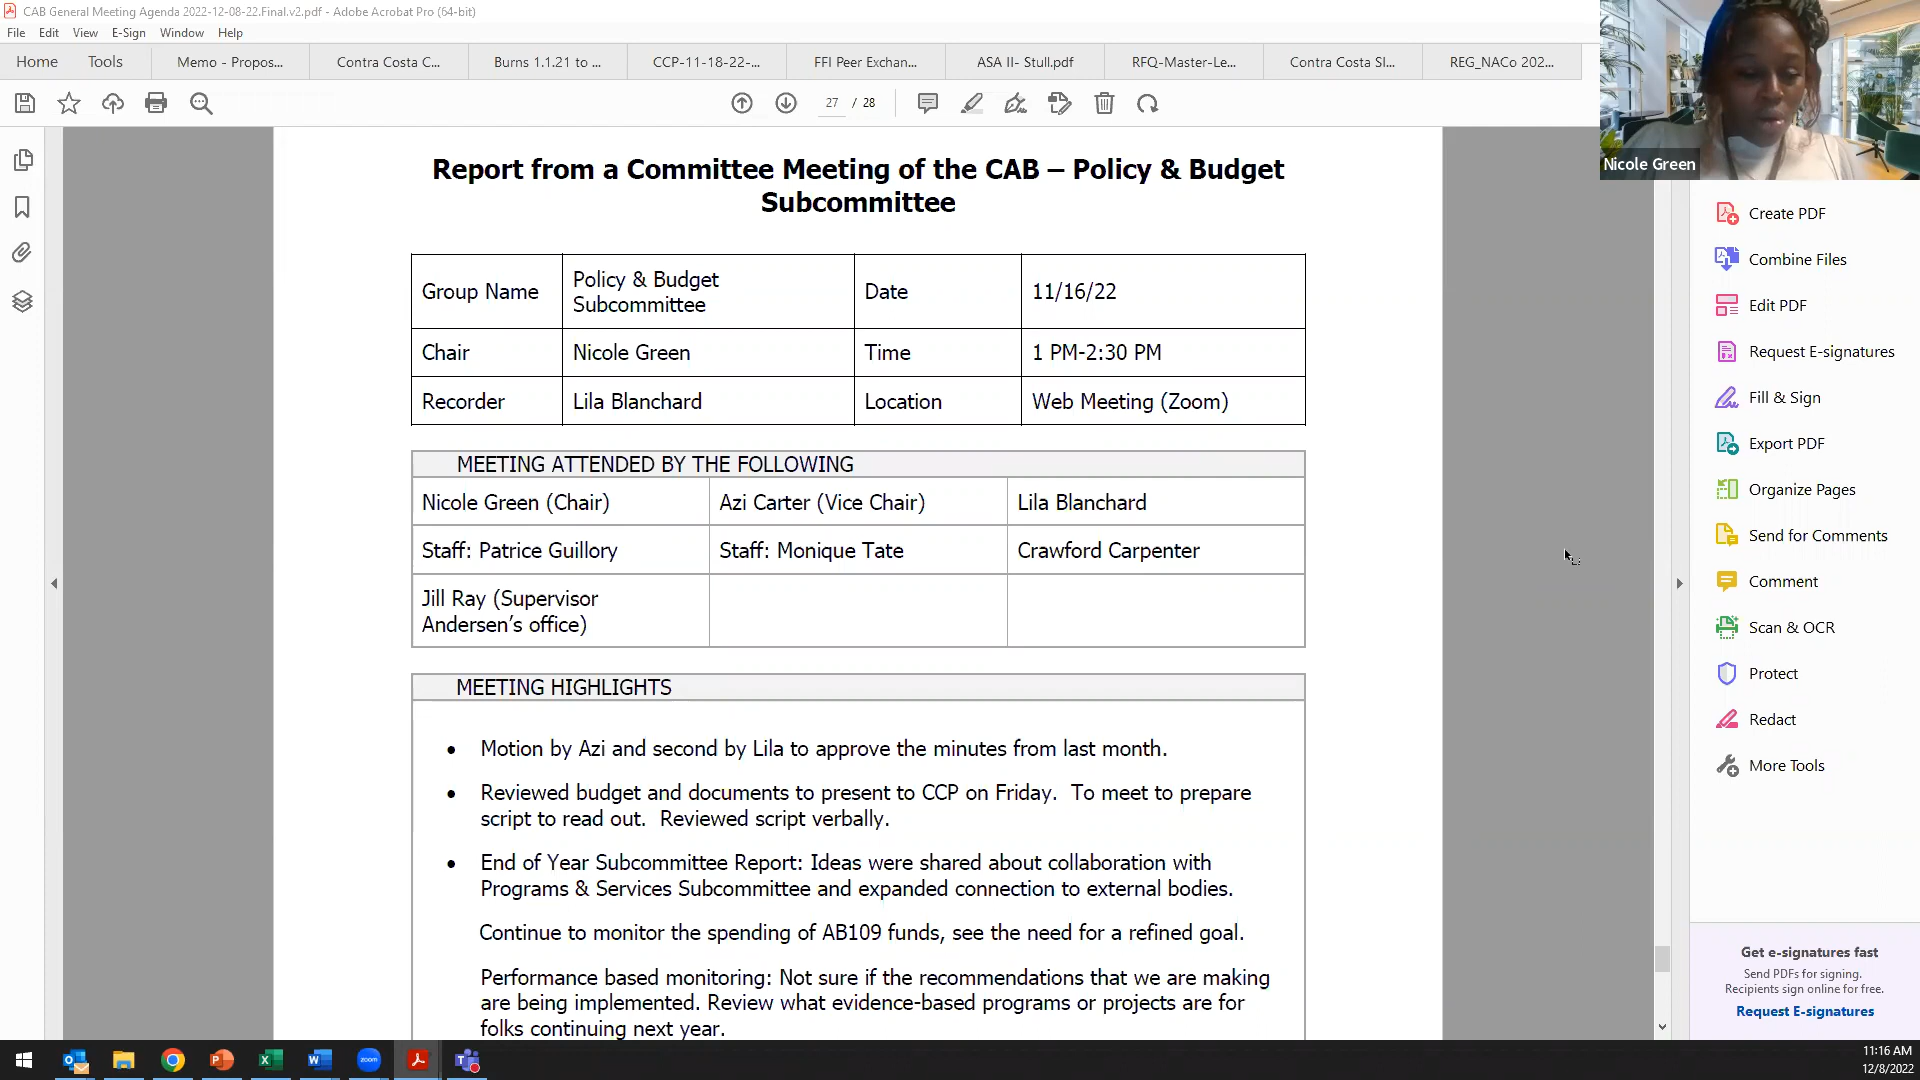 CAB General Meeting Agenda 2022-12-08-22.Final.v2.pdf - Adobe Acrobat Pro (64-bit)
File Edit View E-Sign Window Help
Home Tools Memo - Propos... Contra Costa C... Burns 1.1.21 to ... CCP-11-18-22-... FFI Peer Exchan... ASA II- Stull.pdf RFQ-Master-Le... Contra Costa Sl... REG_NACo 202...
27 / 28
Nicole Green
Report from a Committee Meeting of the CAB – Policy & Budget
Subcommittee
Group Name Policy & Budget Subcommittee Date 11/16/22
Chair Nicole Green Time 1 PM-2:30 PM
Recorder Lila Blanchard Location Web Meeting (Zoom)
MEETING ATTENDED BY THE FOLLOWING
Nicole Green (Chair) Azi Carter (Vice Chair) Lila Blanchard
Staff: Patrice Guillory Staff: Monique Tate Crawford Carpenter
Jill Ray (Supervisor
Andersen’s office)
MEETING HIGHLIGHTS
• Motion by Azi and second by Lila to approve the minutes from last month.
• Reviewed budget and documents to present to CCP on Friday.  To meet to prepare
script to read out.  Reviewed script verbally.
• End of Year Subcommittee Report: Ideas were shared about collaboration with
Programs & Services Subcommittee and expanded connection to external bodies.
Continue to monitor the spending of AB109 funds, see the need for a refined goal.
Performance based monitoring: Not sure if the recommendations that we are making
are being implemented. Review what evidence-based programs or projects are for
folks continuing next year.
Create PDF
Combine Files
Edit PDF
Request E-signatures
Fill & Sign
Export PDF
Organize Pages
Send for Comments
Comment
Scan & OCR
Protect
Redact
More Tools
Get e-signatures fast
Send PDFs for signing.
Recipients sign online for free.
Request E-signatures
zoom
11:16 AM
12/8/2022